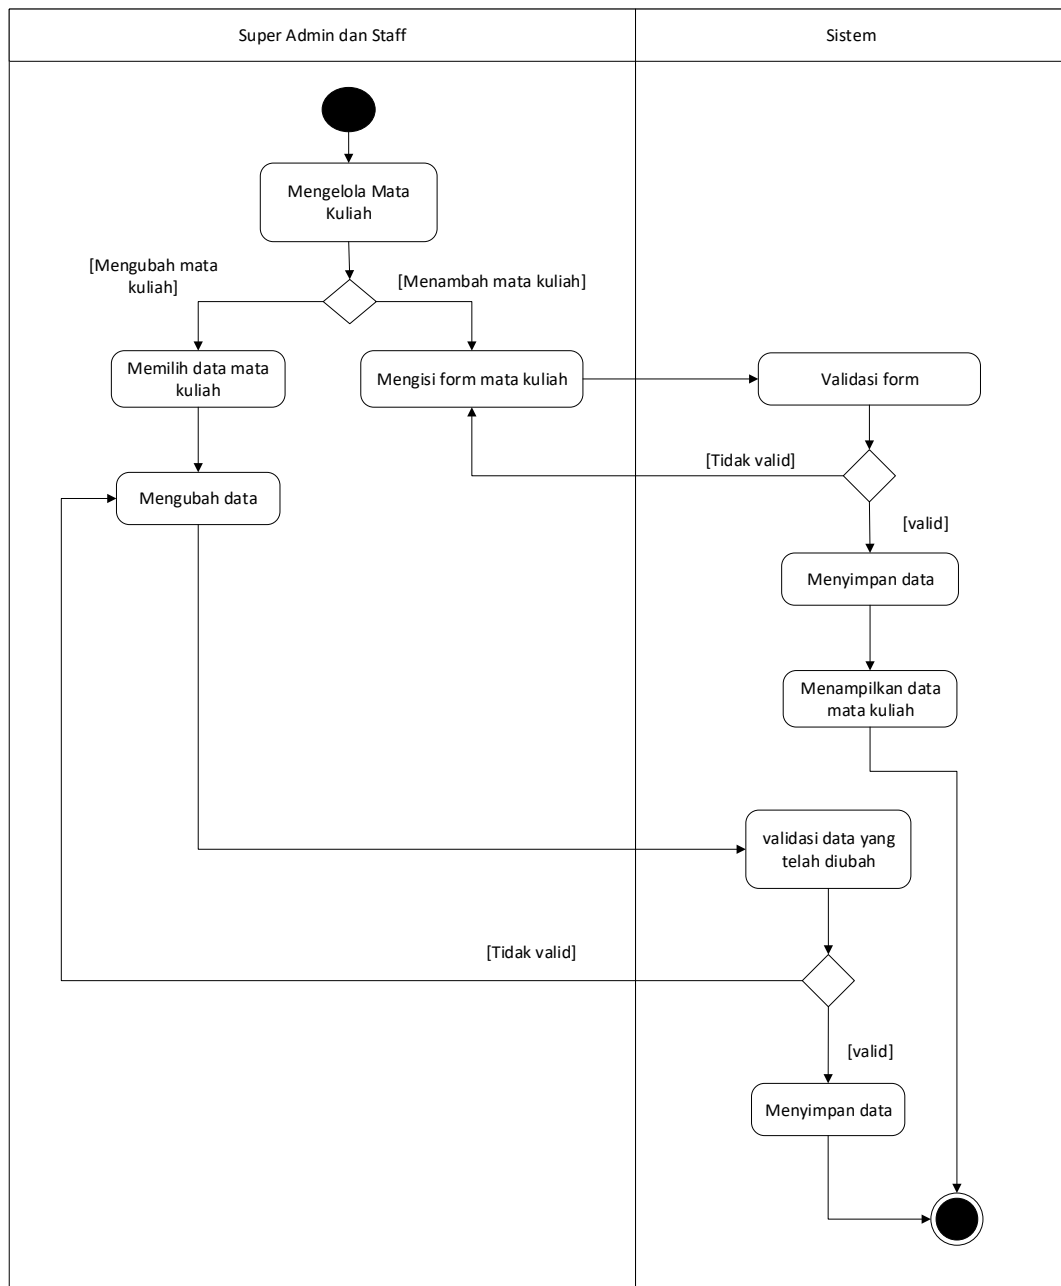 Super Admin dan Staff
Sistem
Mengelola Mata
Kuliah
[Mengubah mata
kuliah]
[Menambah mata kuliah]
Memilih data mata
kuliah
Mengisi form mata kuliah
Validasi form
[Tidak valid]
Mengubah data
[valid]
Menyimpan data
Menampilkan data
mata kuliah
validasi data yang
telah diubah
[Tidak valid]
[valid]
Menyimpan data